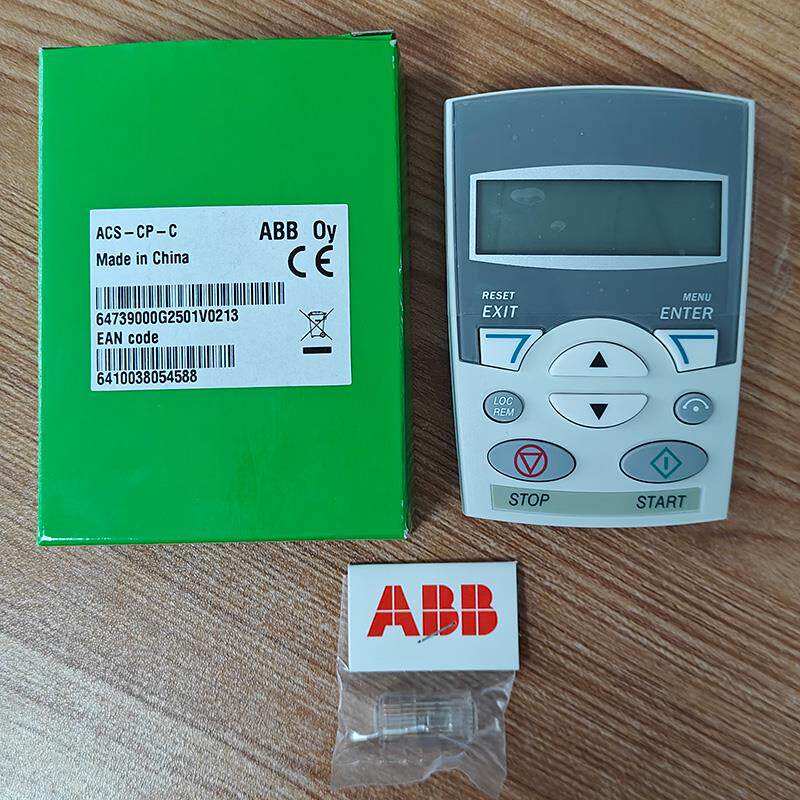 ACS-CP-C
ABB Oy
Made in China
CE
64739000G2501V0213
EAN code
6410038054588
RESET
EXIT
MENU
ENTER
LOC
REM
STOP
START
ABB